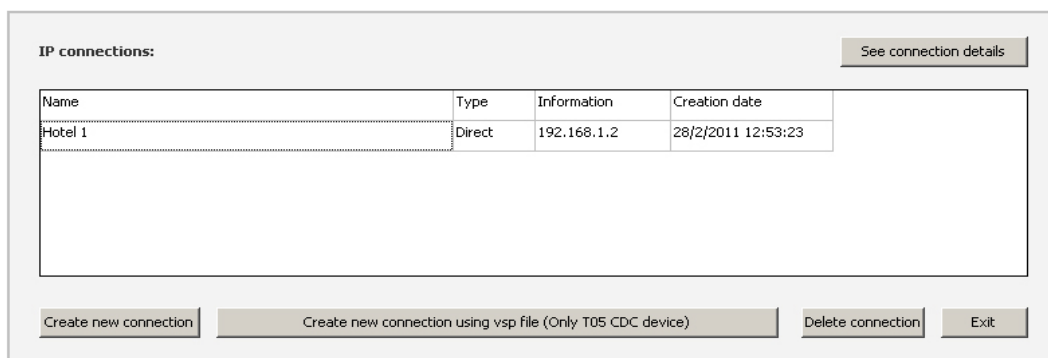 IP connections:
See connection details
Name Type Information Creation date
Hotel 1 Direct 192.168.1.2 28/2/2011 12:53:23
Create new connection Create new connection using vsp file (Only T05 CDC device) Delete connection Exit